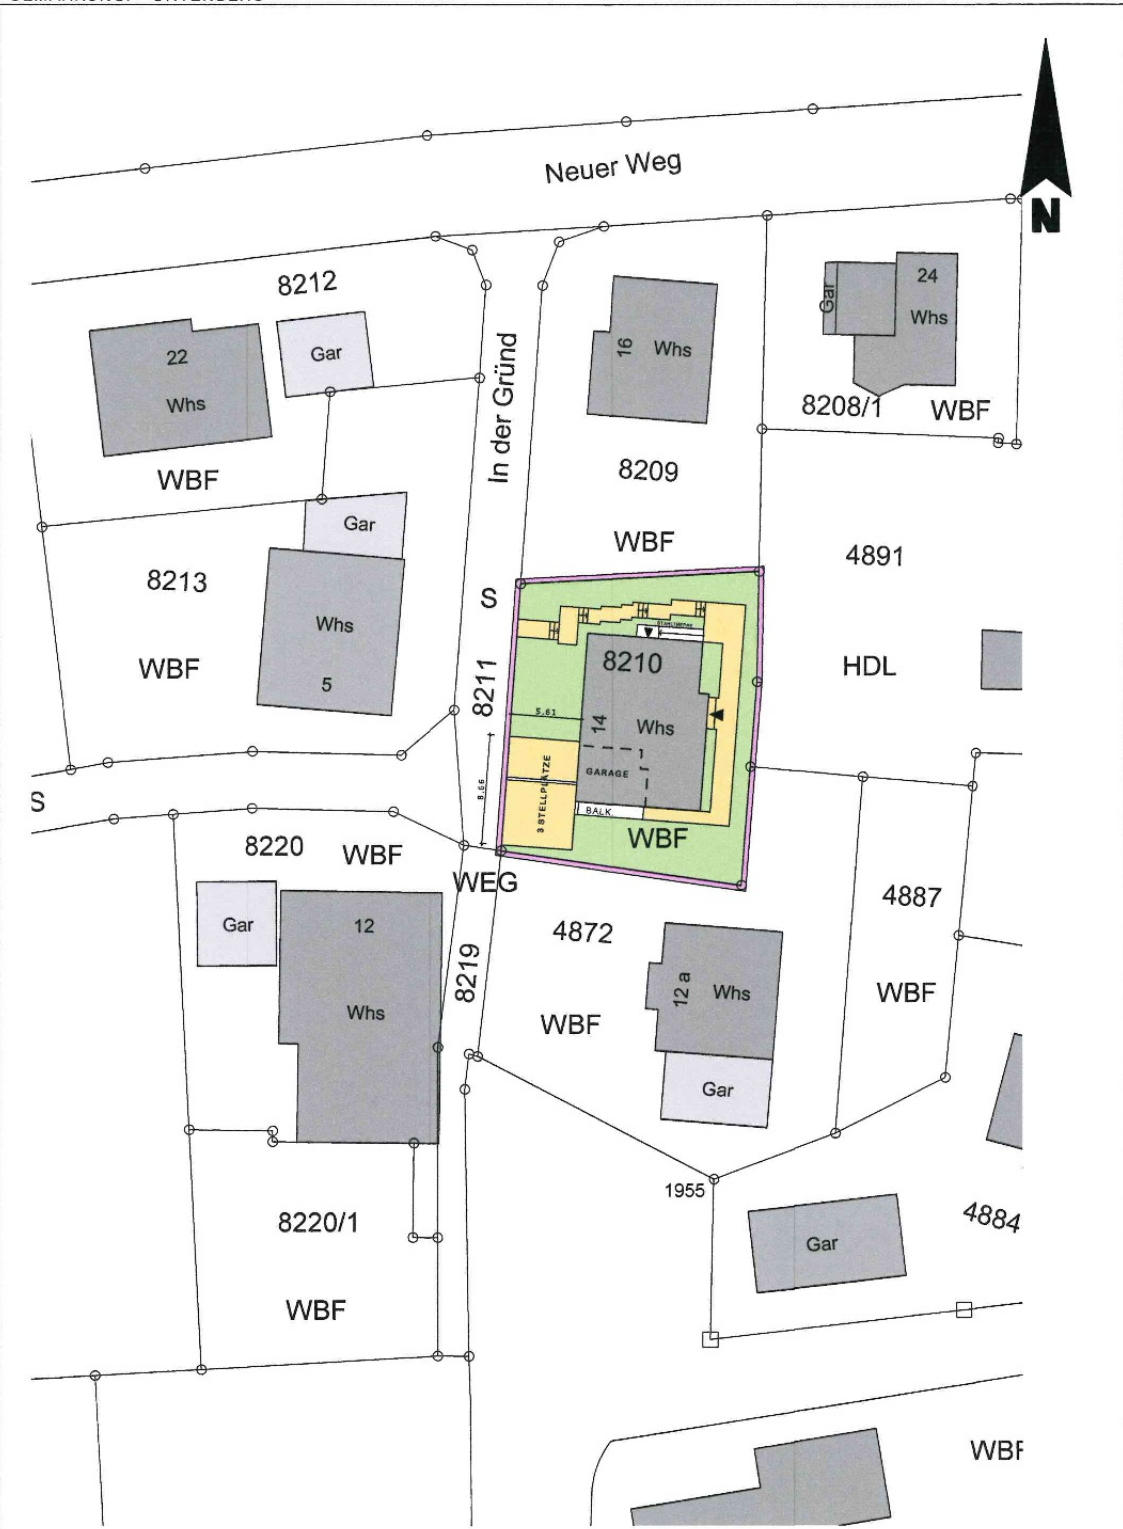 Neuer Weg
N
8212
22
Whs
Gar
WBF
In der Gründ
16
Whs
Gar
24
Whs
8208/1
WBF
8209
WBF
4891
HDL
Gar
8213
Whs
5
WBF
S
8211
8210
14
Whs
5.61
8.66
3 STELLPLÄTZE
GARAGE
BALK.
WBF
S
8220
WBF
WEG
Gar
12
Whs
8219
4872
WBF
12 a
Whs
Gar
4887
WBF
1955
8220/1
WBF
Gar
4884
WBF